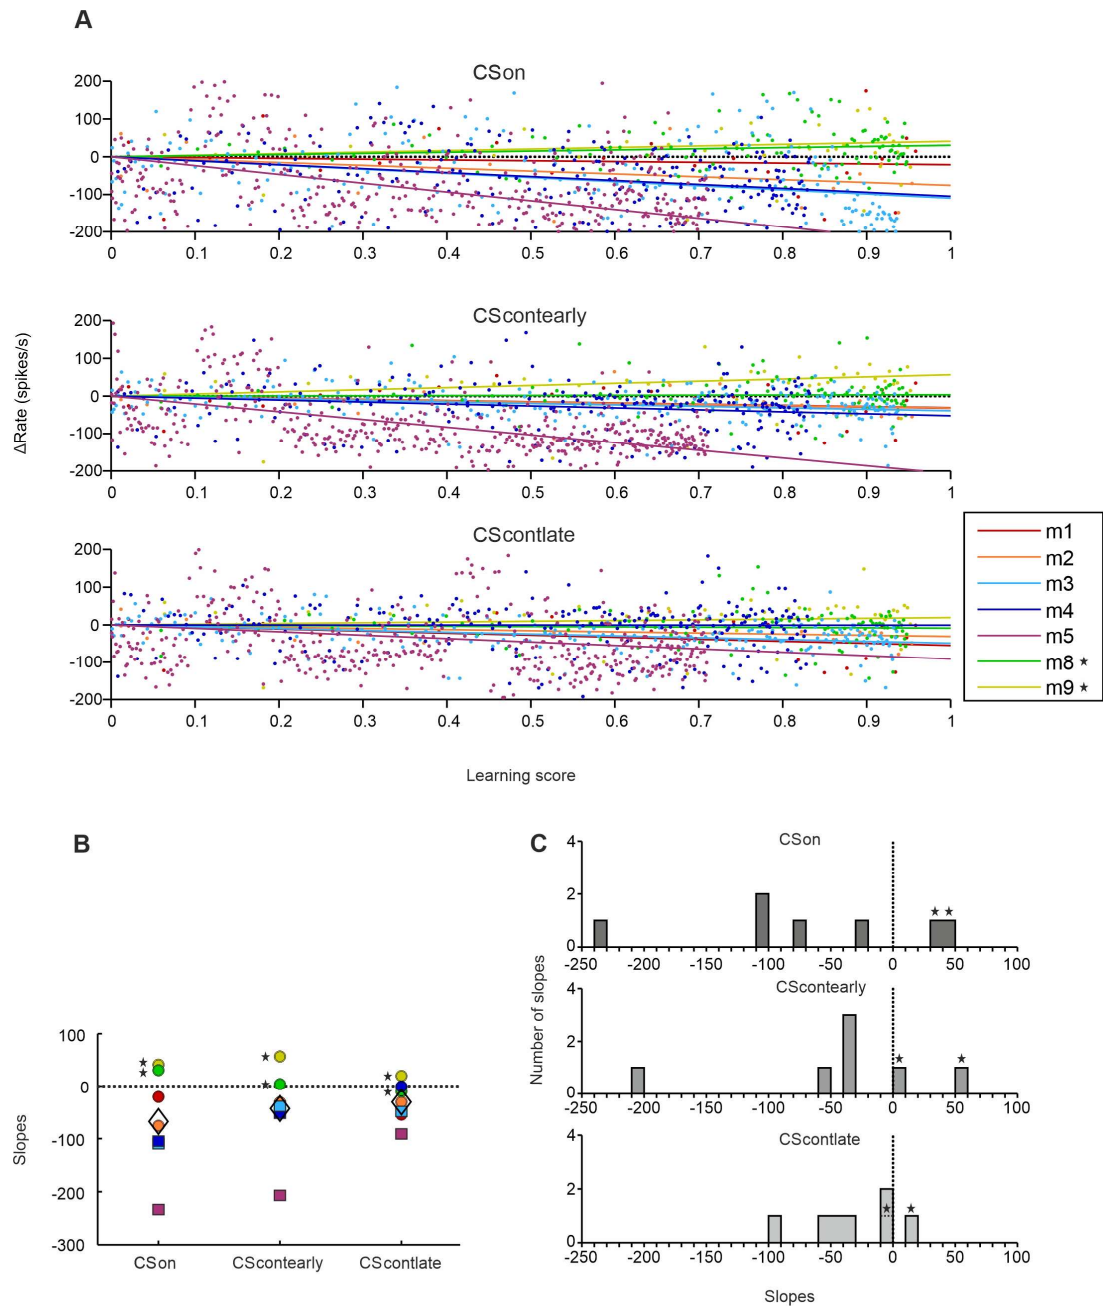 A
CSon
200
100
0
-100
-200
0 0.1 0.2 0.3 0.4 0.5 0.6 0.7 0.8 0.9 1
CScontearly
200
100
0
-100
-200
0 0.1 0.2 0.3 0.4 0.5 0.6 0.7 0.8 0.9 1
ΔRate (spikes/s)
CScontlate
200
100
0
-100
-200
0 0.1 0.2 0.3 0.4 0.5 0.6 0.7 0.8 0.9 1
Learning score
m1
m2
m3
m4
m5
m8 ★
m9 ★
B
100
0
-100
-200
-300
Slopes
CSon CScontearly CScontlate
C
CSon
4
2
0
-250 -200 -150 -100 -50 0 50 100
CScontearly
4
2
0
-250 -200 -150 -100 -50 0 50 100
Number of slopes
CScontlate
4
2
0
-250 -200 -150 -100 -50 0 50 100
Slopes